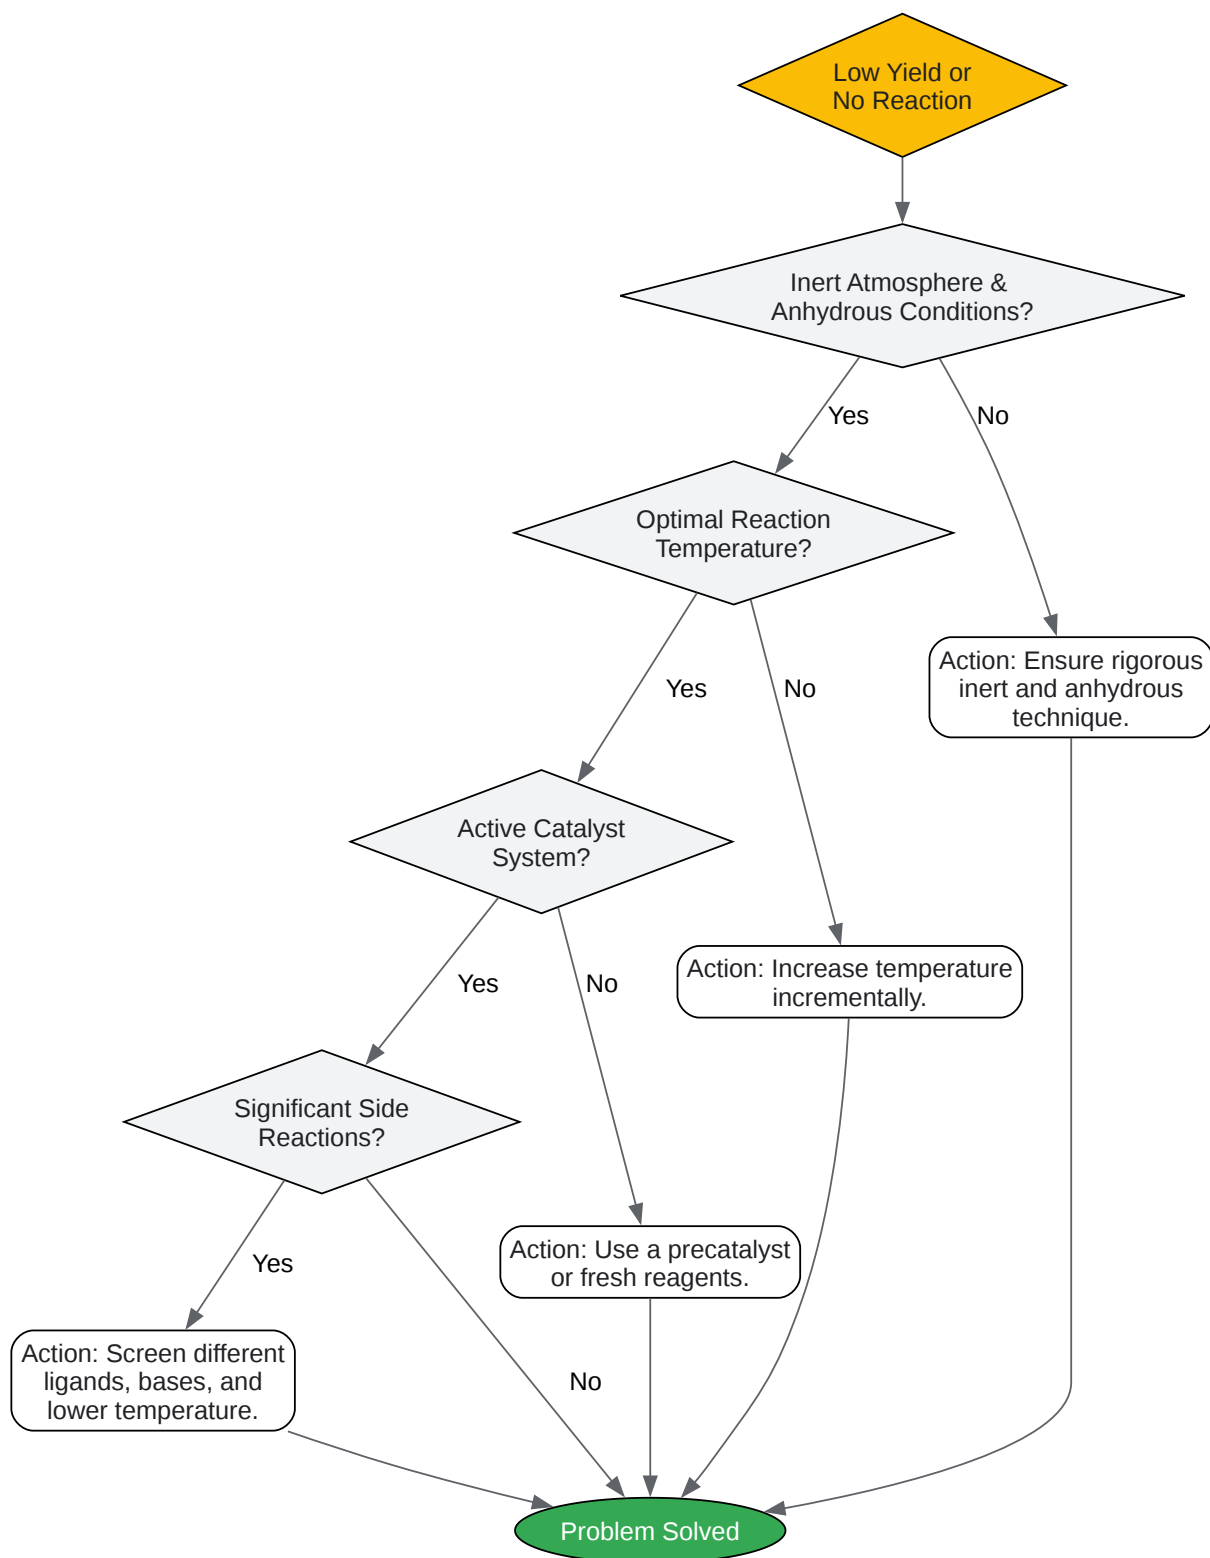 Low Yield or
No Reaction
Inert Atmosphere &
Anhydrous Conditions?
Yes
No
Optimal Reaction
Temperature?
Action: Ensure rigorous
inert and anhydrous
technique.
Yes
No
Active Catalyst
System?
Action: Increase temperature
incrementally.
Yes
No
Significant Side
Reactions?
Action: Use a precatalyst
or fresh reagents.
Yes
No
Action: Screen different
ligands, bases, and
lower temperature.
Problem Solved